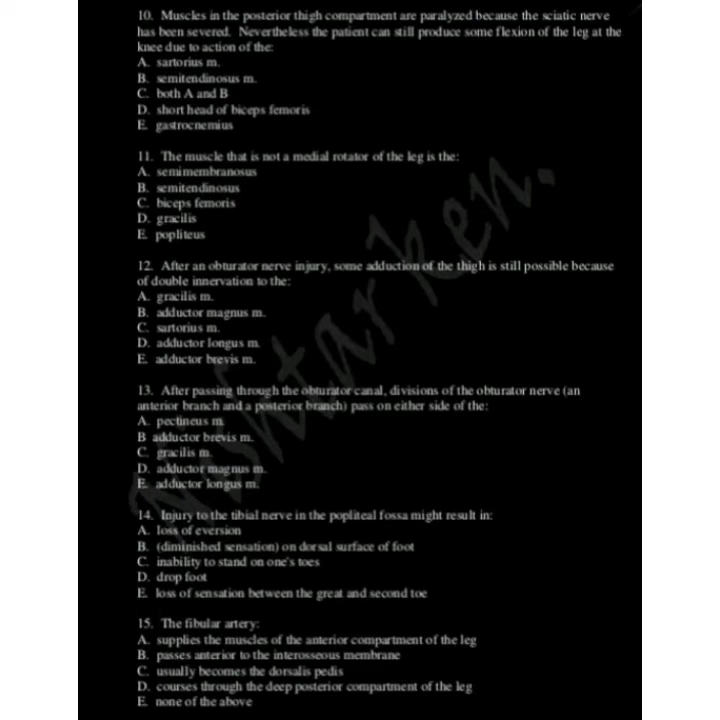 10. Muscles in the posterior thigh compartment are paralyzed because the sciatic nerve
has been severed. Nevertheless the patient can still produce some flexion of the leg at the
knee due to action of the:
A. sartorius m.
B. semitendinosus m.
C. both A and B
D. short head of biceps femoris
E. gastrocnemius
11. The muscle that is not a medial rotator of the leg is the:
A. semimembranosus
B. semitendinosus
C. biceps femoris
D. gracilis
E. popliteus
12. After an obturator nerve injury, some adduction of the thigh is still possible because
of double innervation to the:
A. gracilis m.
B. adductor magnus m.
C. sartorius m.
D. adductor longus m.
E. adductor brevis m.
13. After passing through the obturator canal, divisions of the obturator nerve (an
anterior branch and a posterior branch) pass on either side of the:
A. pectineus m.
B adductor brevis m.
C. gracilis m.
D. adductor magnus m.
E. adductor longus m.
14. Injury to the tibial nerve in the popliteal fossa might result in:
A. loss of eversion
B. (diminished sensation) on dorsal surface of foot
C. inability to stand on one's toes
D. drop foot
E. loss of sensation between the great and second toe
15. The fibular artery:
A. supplies the muscles of the anterior compartment of the leg
B. passes anterior to the interosseous membrane
C. usually becomes the dorsalis pedis
D. courses through the deep posterior compartment of the leg
E. none of the above